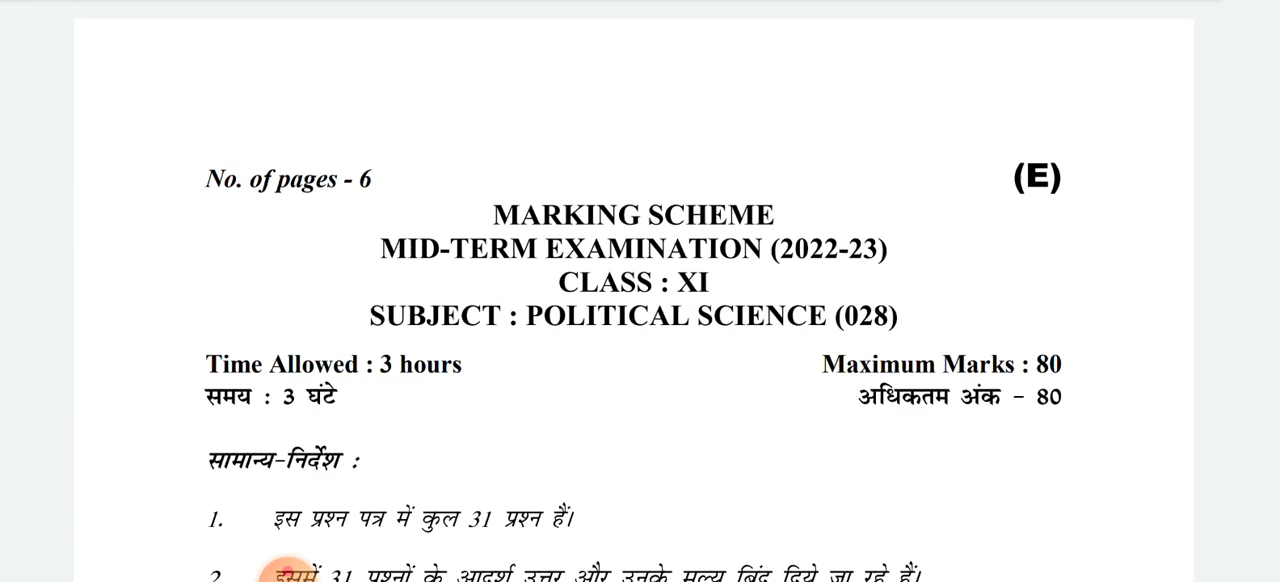 No. of pages - 6 (E)
MARKING SCHEME
MID-TERM EXAMINATION (2022-23)
CLASS : XI
SUBJECT : POLITICAL SCIENCE (028)
Time Allowed : 3 hours Maximum Marks : 80
समय : 3 घंटे अधिकतम अंक - 80
सामान्य-निर्देश :
1. इस प्रश्न पत्र में कुल 31 प्रश्न हैं।
2. इसमें 31 प्रश्नों के आदर्श उत्तर और उनके मूल्य बिंदु दिये जा रहे हैं।